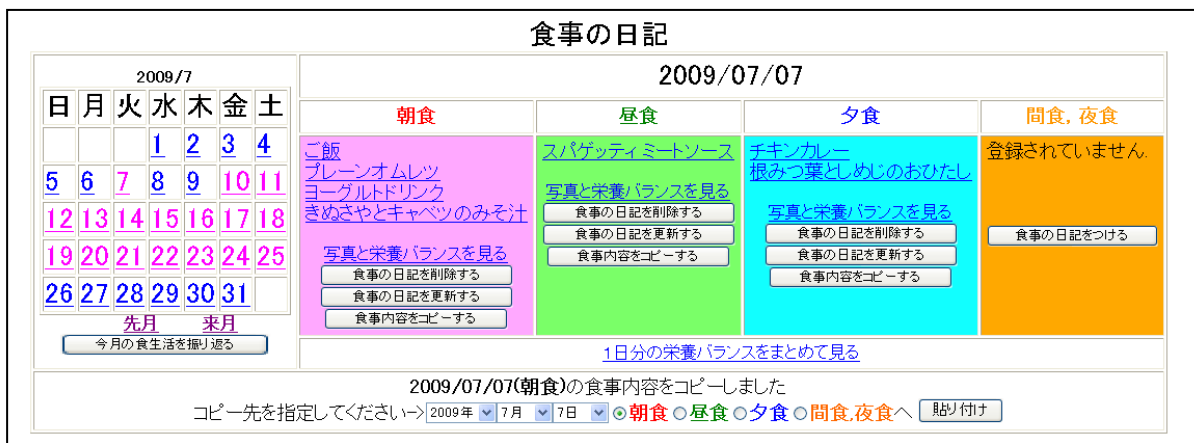 食事の日記
2009/7
日 月 火 水 木 金 土
1 2 3 4
5 6 7 8 9 10 11
12 13 14 15 16 17 18
19 20 21 22 23 24 25
26 27 28 29 30 31
先月 来月
今月の食生活を振り返る
2009/07/07
朝食
ご飯
プレーンオムレツ
ヨーグルトドリンク
きぬさやとキャベツのみそ汁
写真と栄養バランスを見る
食事の日記を削除する
食事の日記を更新する
食事内容をコピーする
昼食
スパゲッティミートソース
写真と栄養バランスを見る
食事の日記を削除する
食事の日記を更新する
食事内容をコピーする
夕食
チキンカレー
根みつ葉としめじのおひたし
写真と栄養バランスを見る
食事の日記を削除する
食事の日記を更新する
食事内容をコピーする
間食, 夜食
登録されていません.
食事の日記をつける
1日分の栄養バランスをまとめて見る
2009/07/07(朝食)の食事内容をコピーしました
コピー先を指定してください-> 2009年 7月 7日 朝食 昼食 夕食 間食,夜食へ 貼り付け